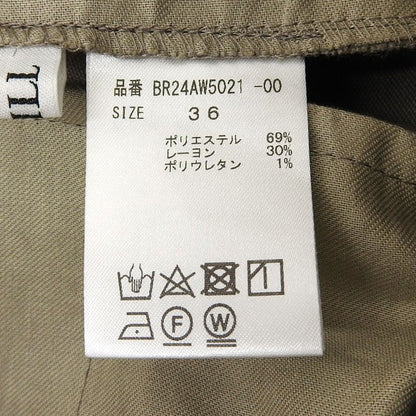 品番 BR24AW5021 -00
SIZE 36
ポリエステル 69%
レーヨン 30%
ポリウレタン 1%
F W